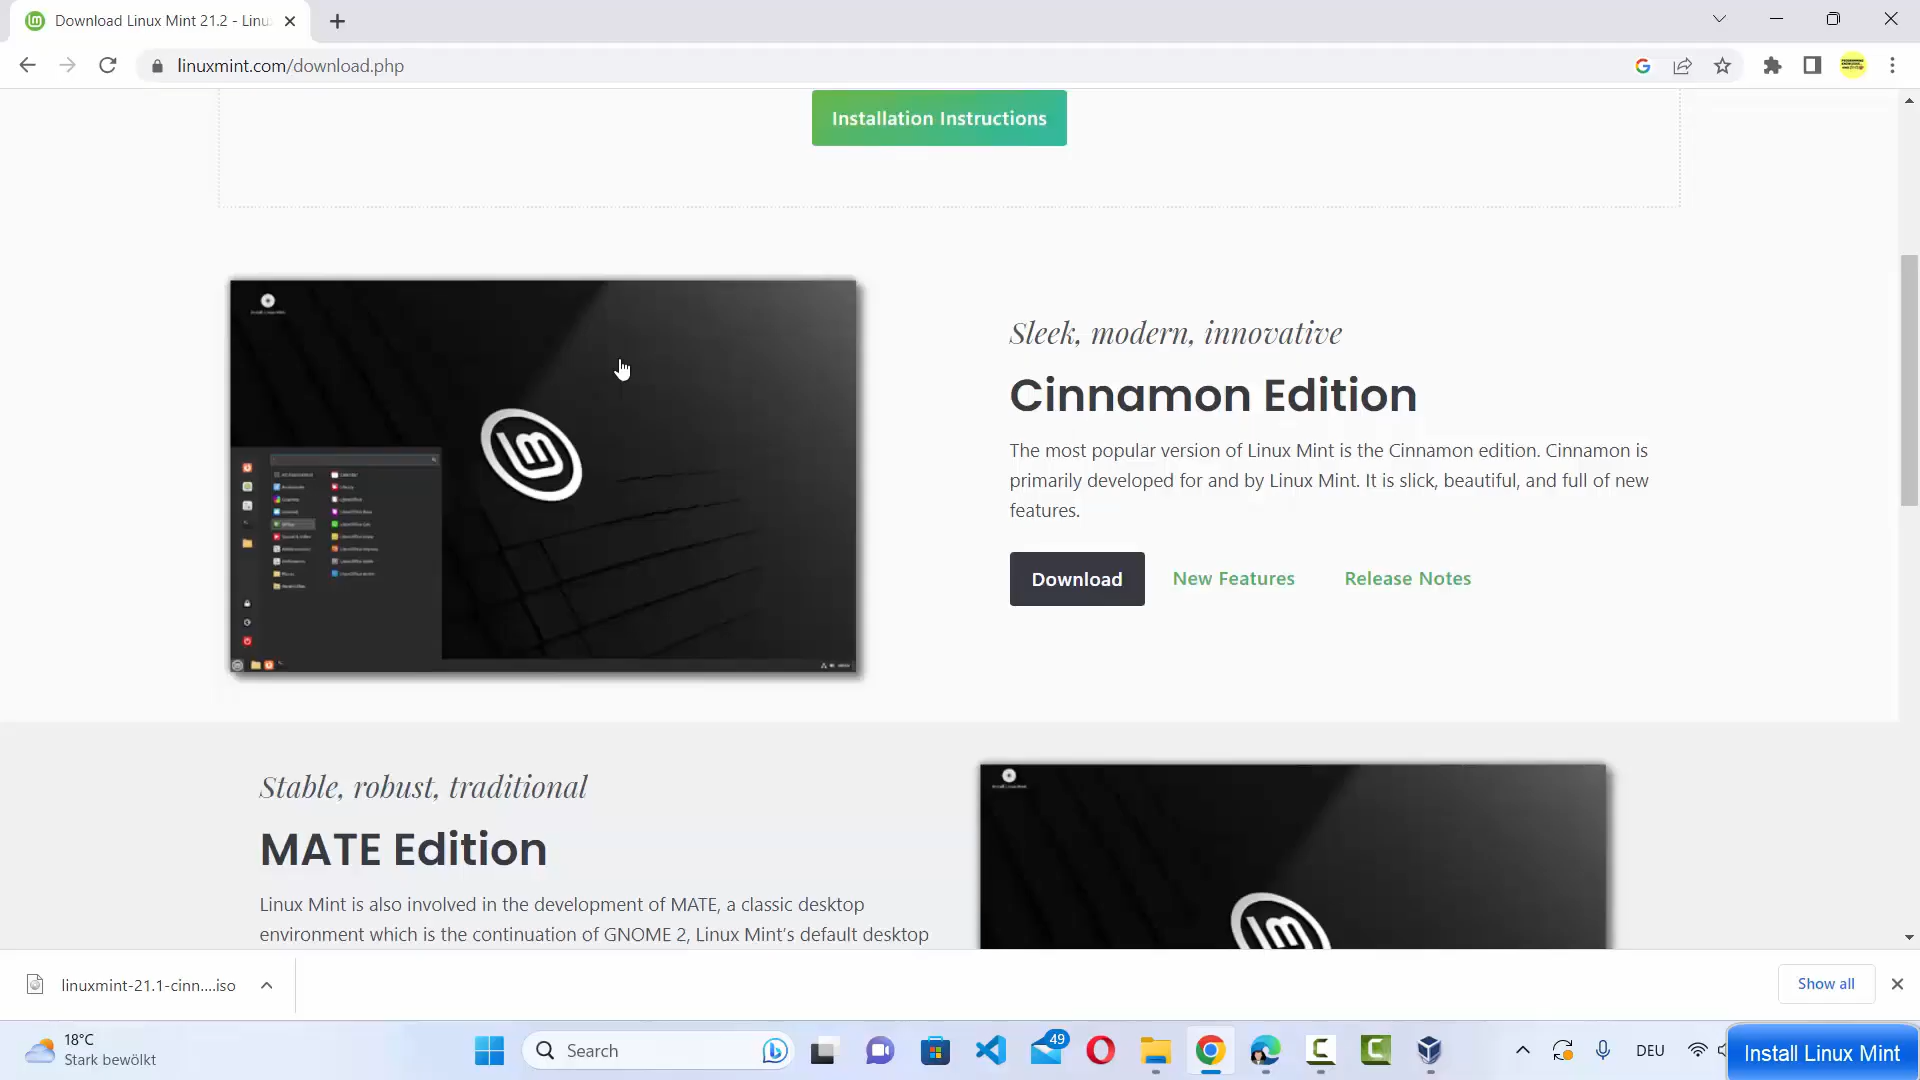 Download Linux Mint 21.2 - Linu
linuxmint.com/download.php
Installation Instructions
Sleek, modern, innovative
Cinnamon Edition
The most popular version of Linux Mint is the Cinnamon edition. Cinnamon is
primarily developed for and by Linux Mint. It is slick, beautiful, and full of new
features.
Download
New Features
Release Notes
Stable, robust, traditional
MATE Edition
Linux Mint is also involved in the development of MATE, a classic desktop
environment which is the continuation of GNOME 2, Linux Mint's default desktop
linuxmint-21.1-cinn....iso
Show all
18°C
Stark bewölkt
Search
49
DEU
Install Linux Mint